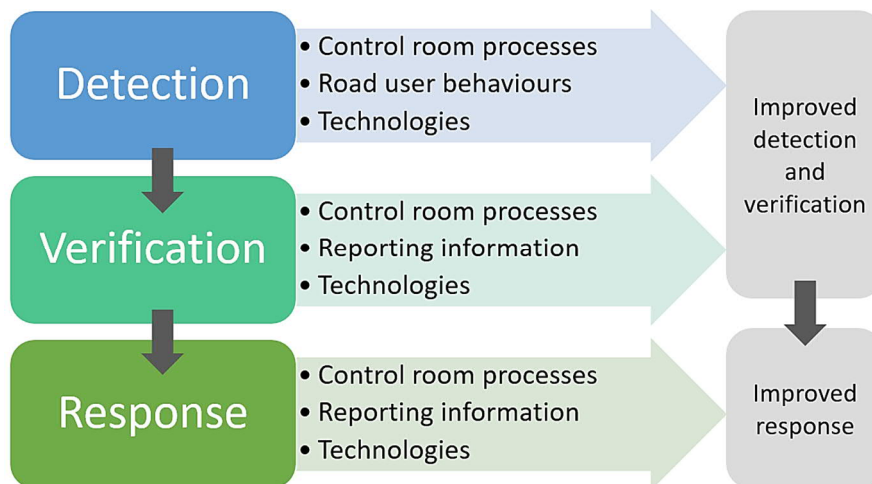 Detection
• Control room processes
• Road user behaviours
• Technologies
Verification
• Control room processes
• Reporting information
• Technologies
Response
• Control room processes
• Reporting information
• Technologies
Improved
detection
and
verification
Improved
response